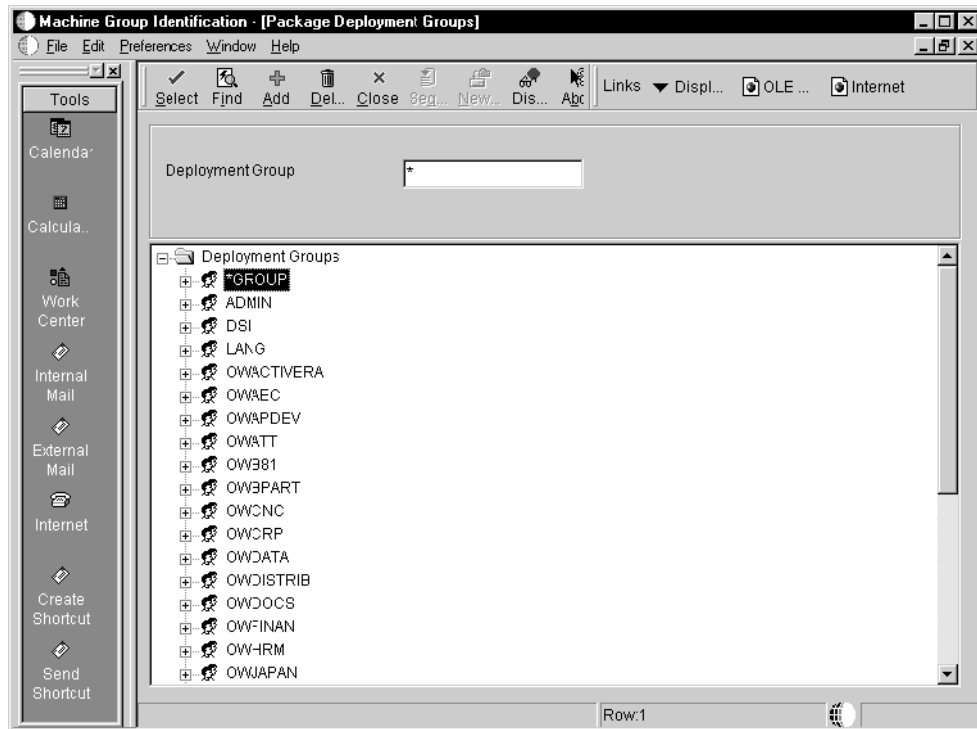 Machine Group Identification - [Package Deployment Groups]
File Edit Preferences Window Help
Tools
Select Find Add Del... Close Seq... New... Dis... Abc Links Displ... OLE ... Internet
Calendar
Calcula..
Work
Center
Internal
Mail
External
Mail
Internet
Create
Shortcut
Send
Shortcut
Deployment Group *
Deployment Groups
*GROUP
ADMIN
DSI
LANG
OWACTIVERA
OWAEC
OWAPDEV
OWATT
OWB81
OWBPART
OWCNC
OWCRP
OWDATA
OWDISTRIB
OWDOCS
OWFINAN
OWHRM
OWJAPAN
Row:1